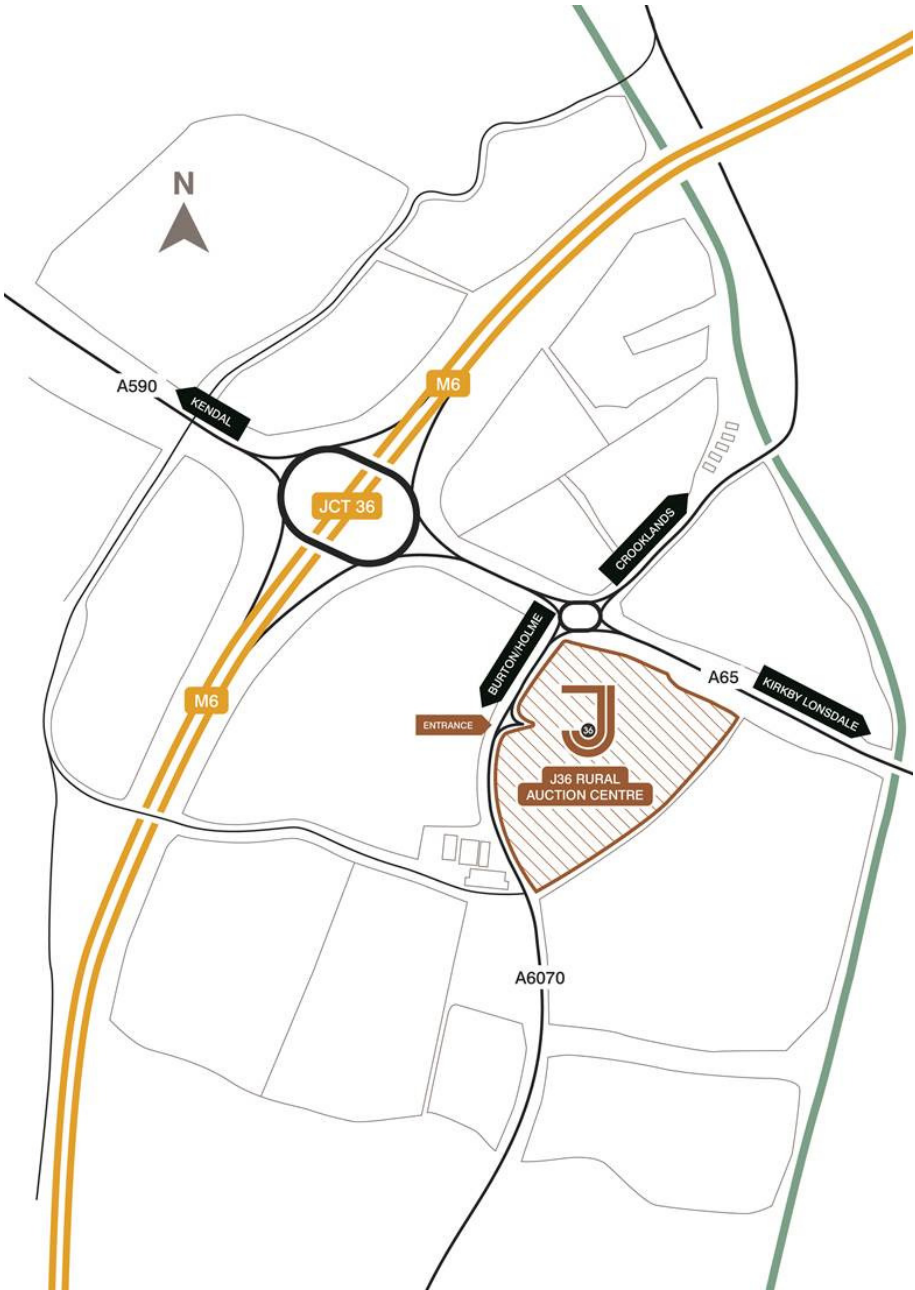 N
A590
KENDAL
M6
JCT 36
CROOKLANDS
BURTON/HOLME
A65
KIRKBY LONSDALE
M6
ENTRANCE
J
36
J36 RURAL
AUCTION CENTRE
A6070